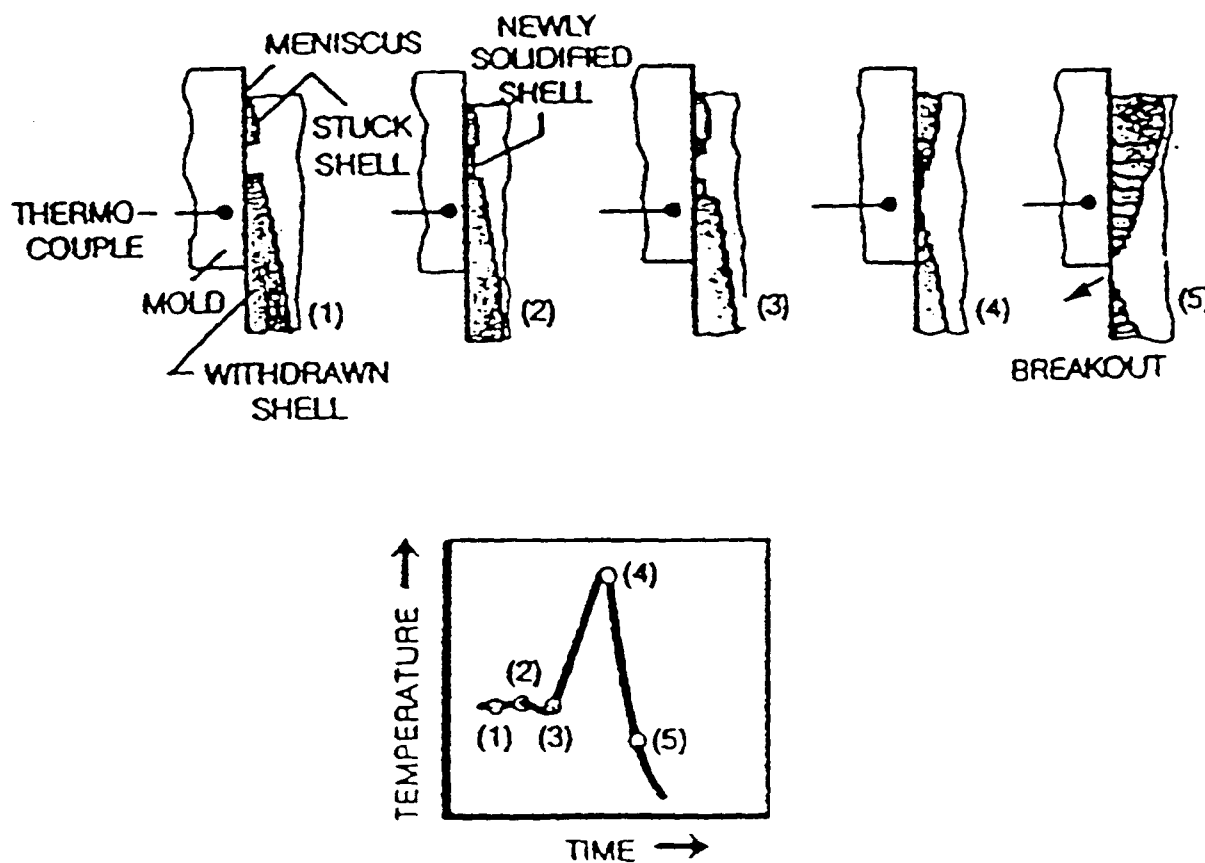 MENISCUS
NEWLY
SOLIDIFIED
SHELL
STUCK
SHELL
THERMO-
COUPLE
MOLD
(1)
(2)
(3)
(4)
(5)
WITHDRAWN
SHELL
BREAKOUT
TEMPERATURE
(4)
(2)
(1)
(3)
(5)
TIME